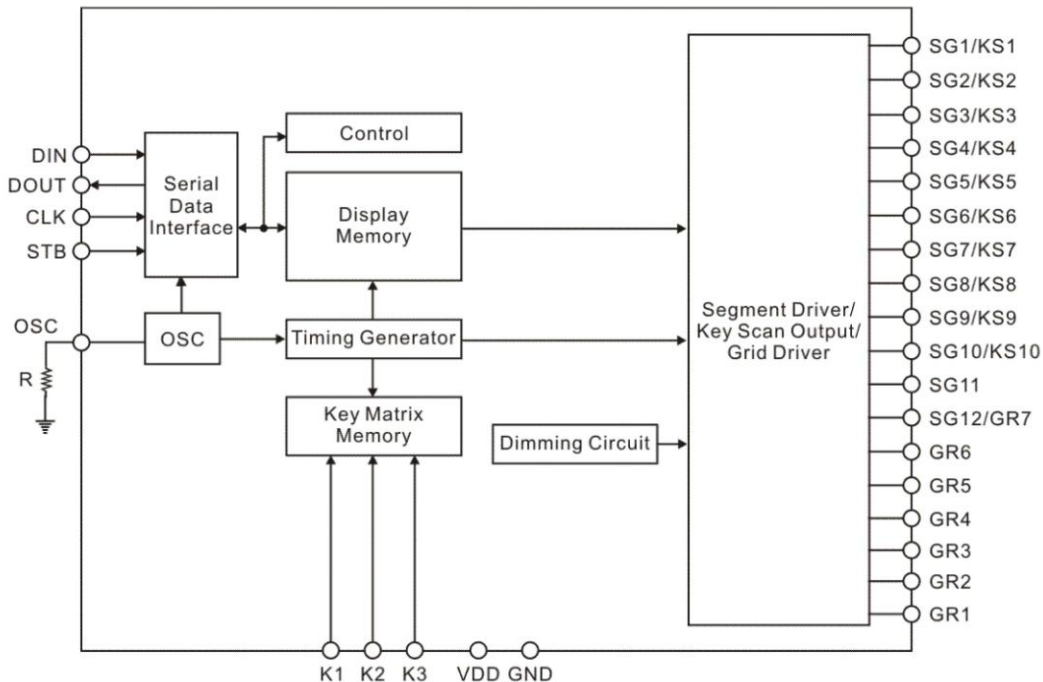 DIN
DOUT
CLK
STB
OSC
R
Serial
Data
Interface
OSC
Control
Display
Memory
Timing Generator
Key Matrix
Memory
Dimming Circuit
Segment Driver/
Key Scan Output/
Grid Driver
SG1/KS1
SG2/KS2
SG3/KS3
SG4/KS4
SG5/KS5
SG6/KS6
SG7/KS7
SG8/KS8
SG9/KS9
SG10/KS10
SG11
SG12/GR7
GR6
GR5
GR4
GR3
GR2
GR1
K1 K2 K3 VDD GND